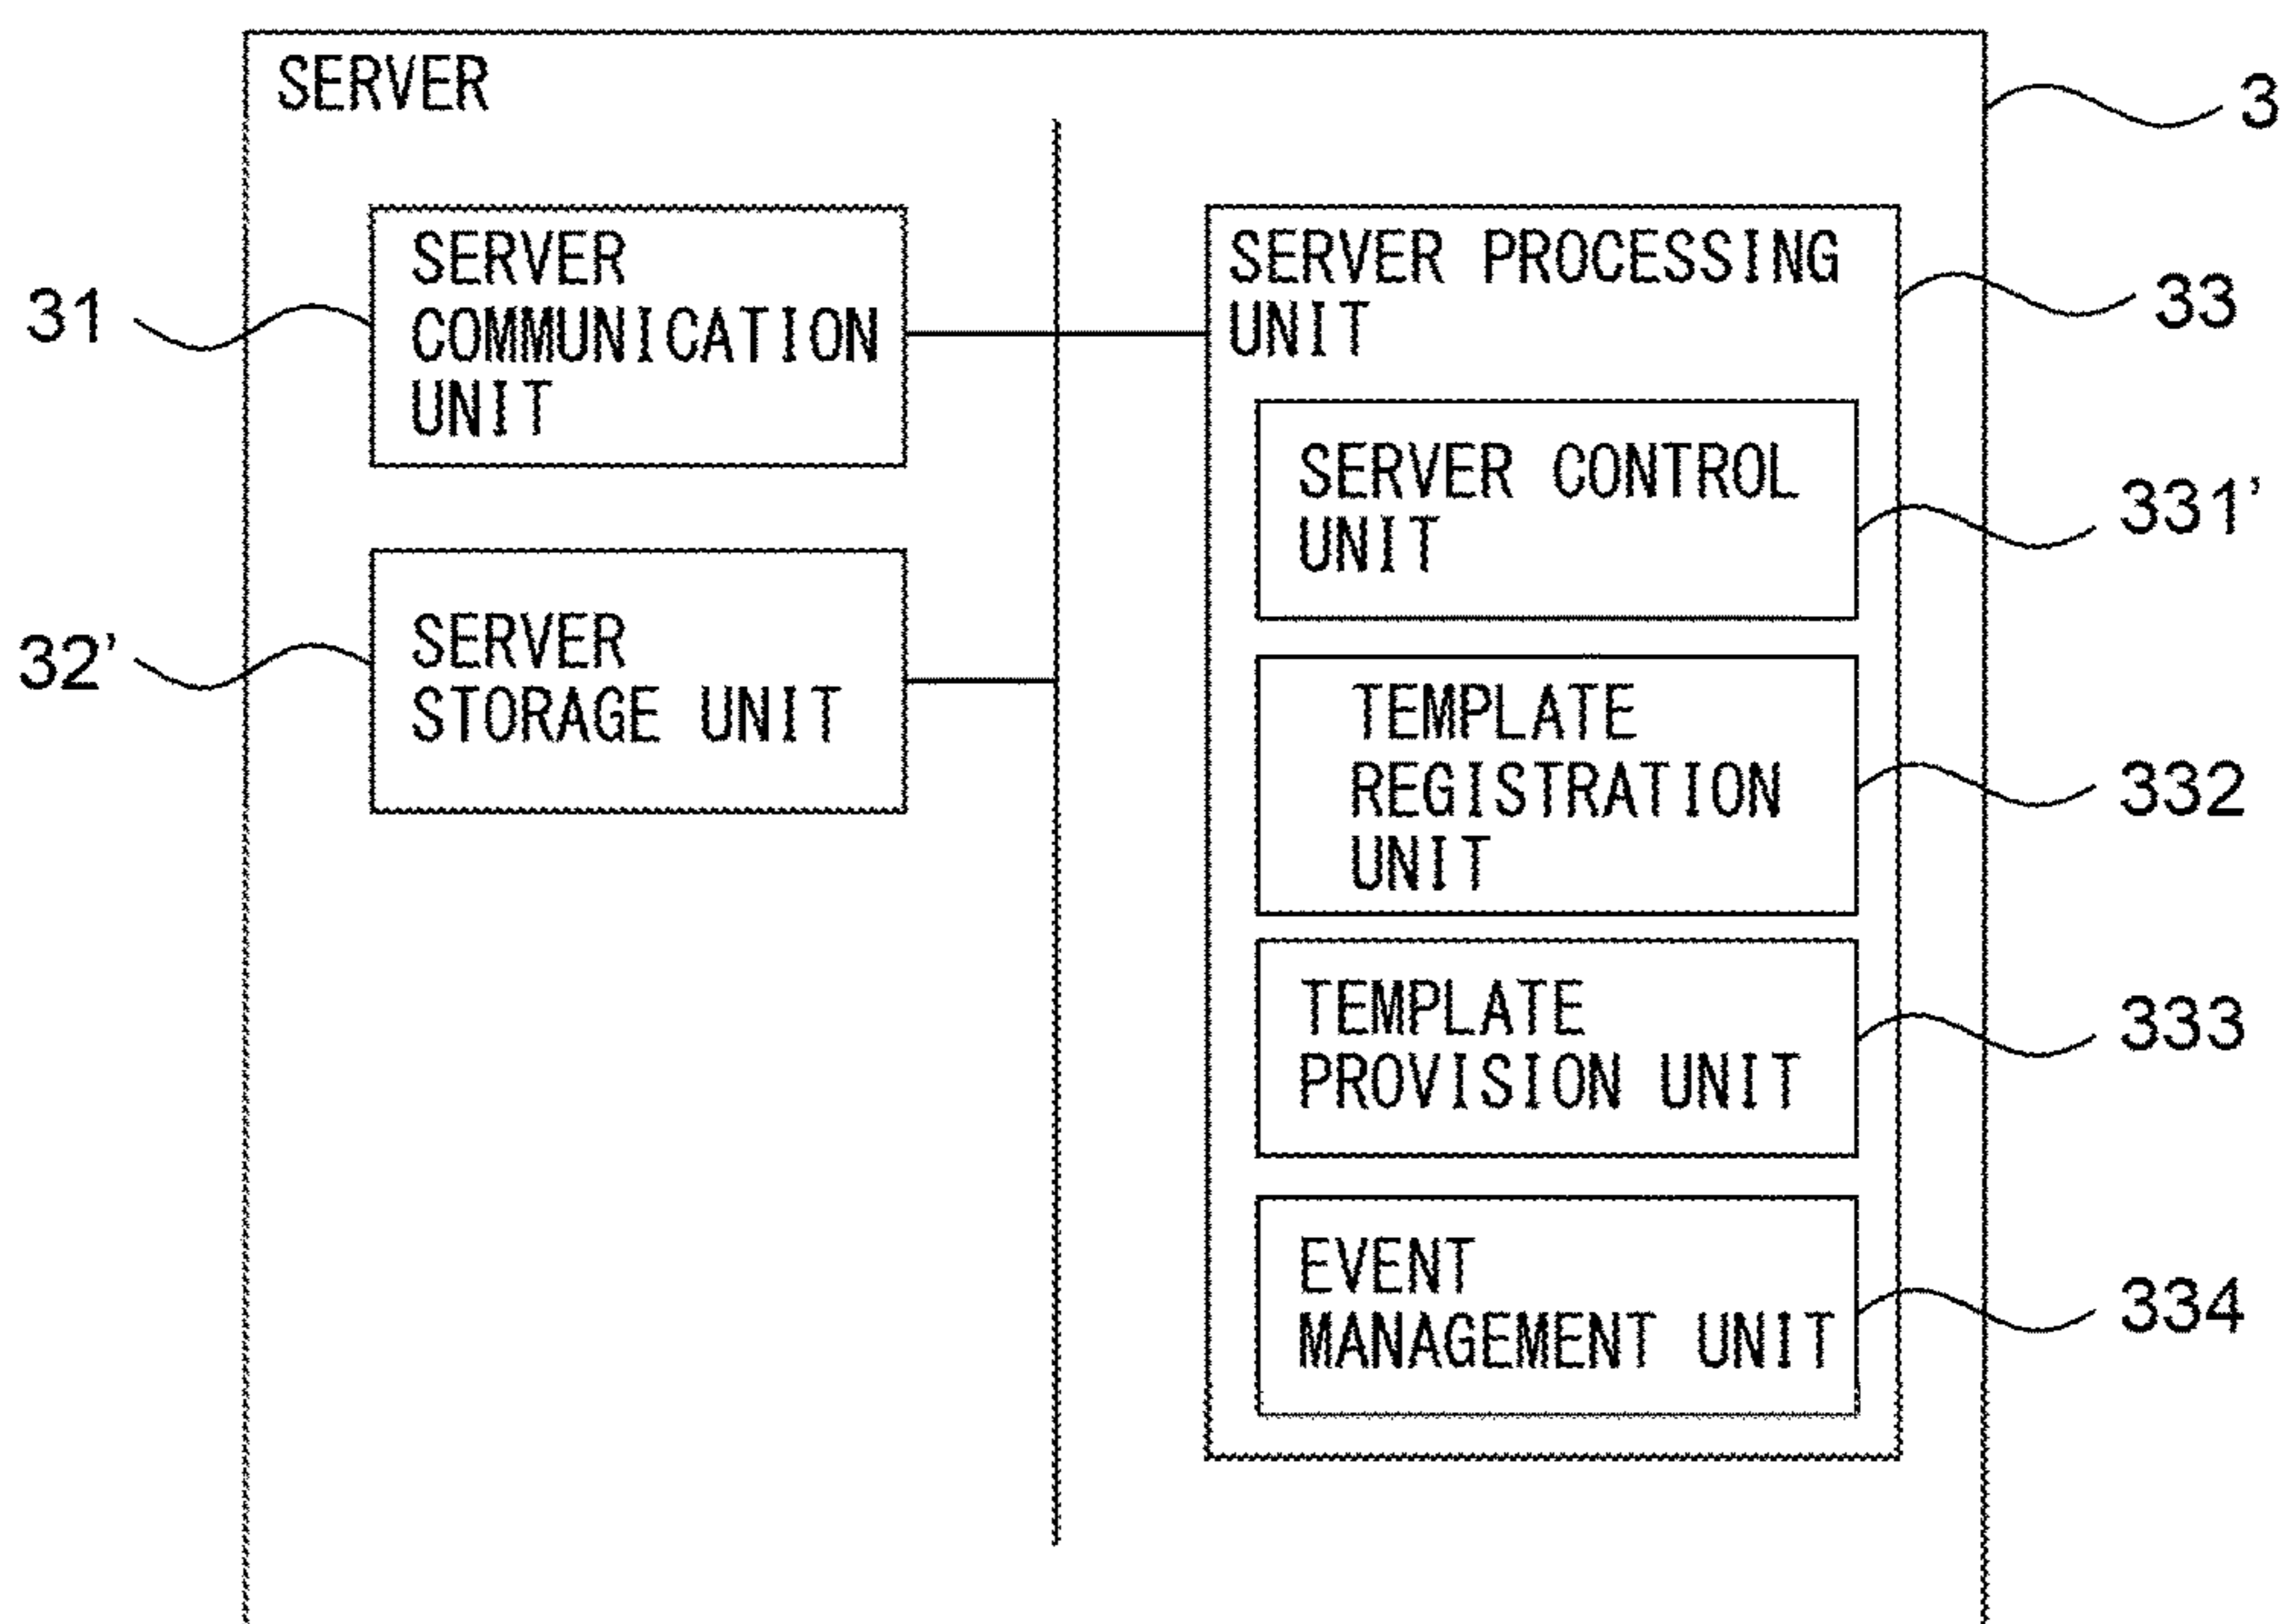 SERVER
3
SERVER
COMMUNICATION
UNIT
31
SERVER
STORAGE UNIT
32'
SERVER PROCESSING
UNIT
33
SERVER CONTROL
UNIT
331'
TEMPLATE
REGISTRATION
UNIT
332
TEMPLATE
PROVISION UNIT
333
EVENT
MANAGEMENT UNIT
334